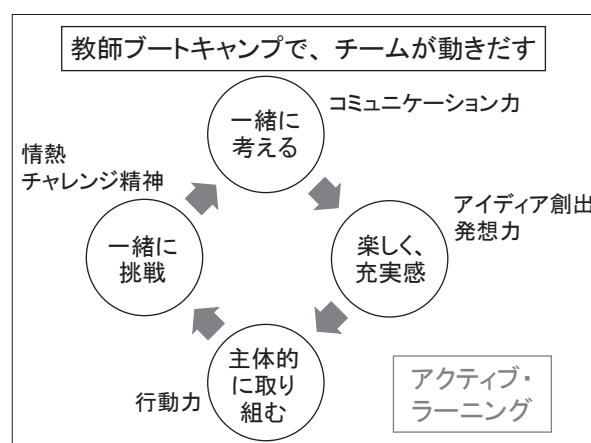 教師ブートキャンプで、チームが動きだす
一緒に
考える
コミュニケーション力
情熱
チャレンジ精神
アイディア創出
発想力
一緒に
挑戦
楽しく、
充実感
主体的
に取り
組む
行動力
アクティブ・
ラーニング